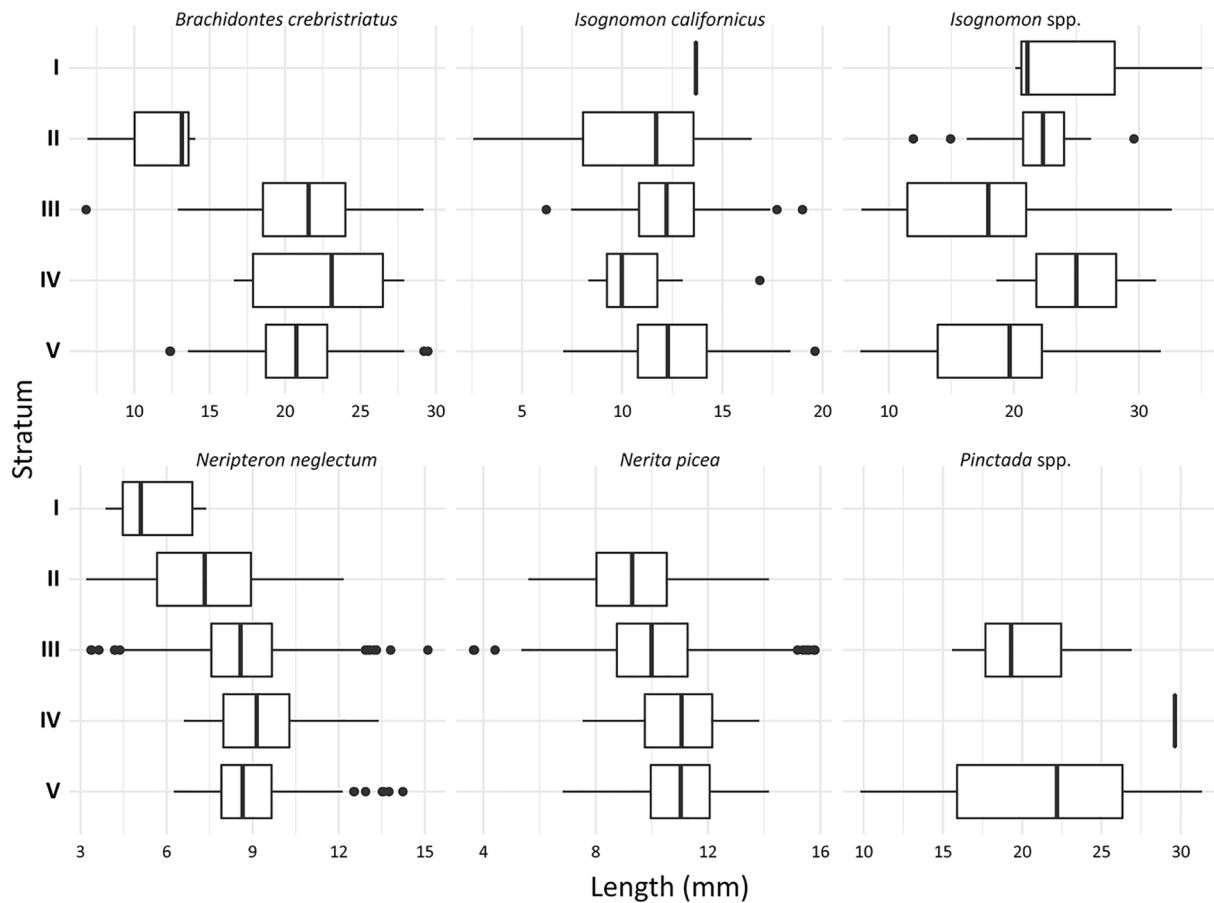 Brachidontes crebristriatus
Isognomon californicus
Isognomon spp.
I
II
III
IV
V
10 15 20 25 30
5 10 15 20
10 20 30
Stratum
Neripteron neglectum
Nerita picea
Pinctada spp.
I
II
III
IV
V
3 6 9 12 15
4 8 12 16
10 15 20 25 30
Length (mm)